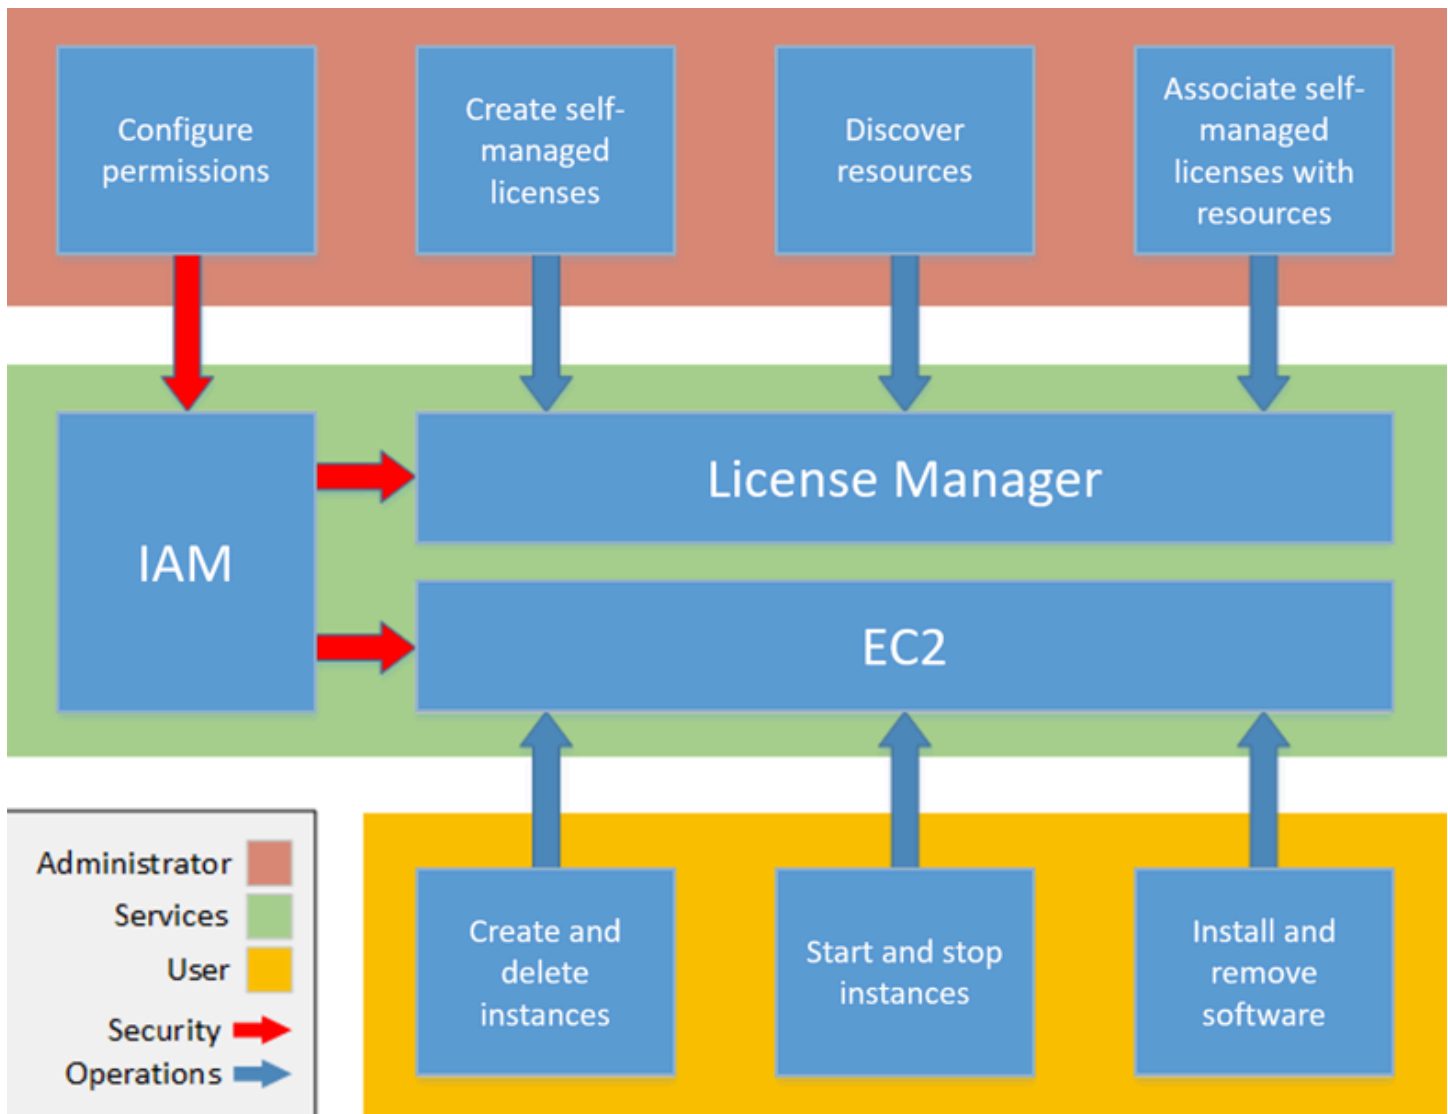 Configure
permissions
Create self-
managed
licenses
Discover
resources
Associate self-
managed
licenses with
resources
IAM
License Manager
EC2
Administrator
Services
User
Security
Operations
Create and
delete
instances
Start and stop
instances
Install and
remove
software